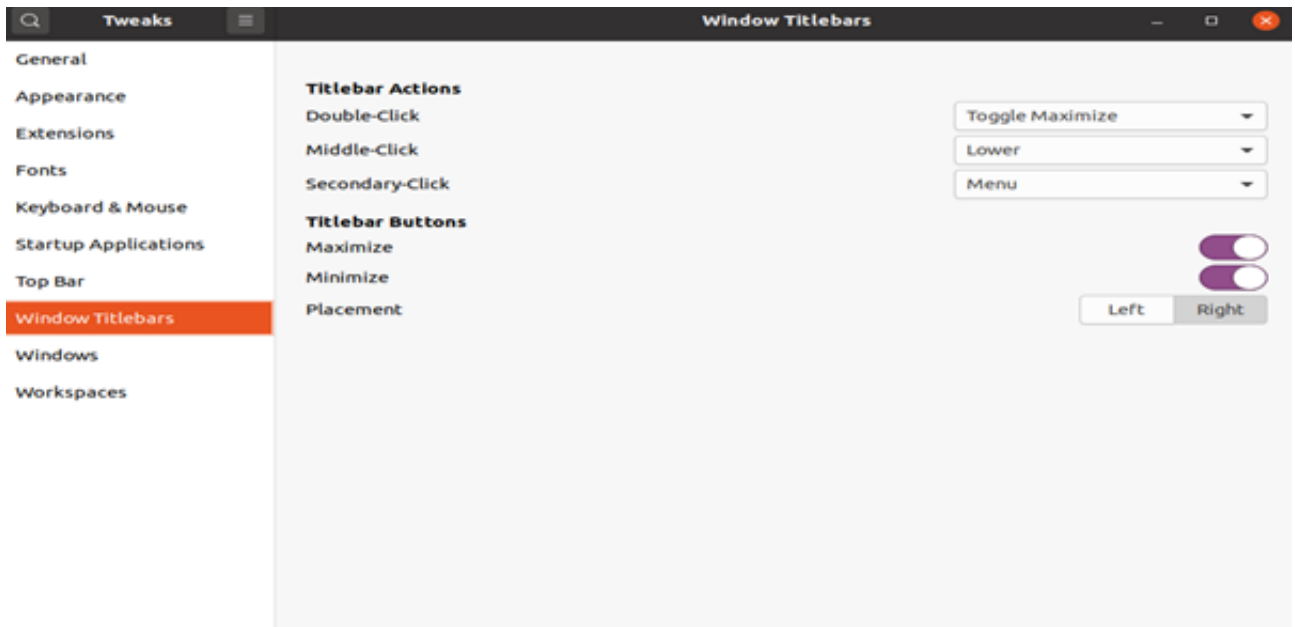 Tweaks
Window Titlebars
General
Appearance
Extensions
Fonts
Keyboard & Mouse
Startup Applications
Top Bar
Window Titlebars
Windows
Workspaces
Titlebar Actions
Double-Click Toggle Maximize
Middle-Click Lower
Secondary-Click Menu
Titlebar Buttons
Maximize
Minimize
Placement Left Right